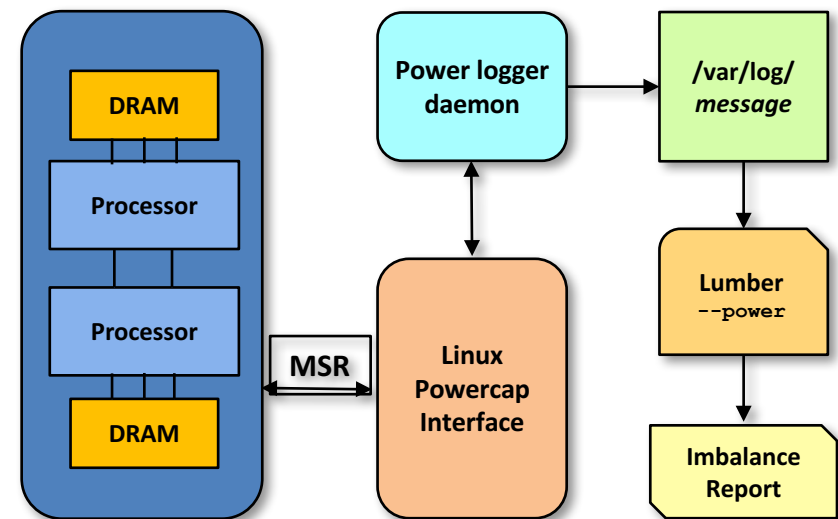 DRAM
Processor
Processor
DRAM
MSR
Power logger
daemon
Linux
Powercap
Interface
/var/log/
message
Lumber
--power
Imbalance
Report